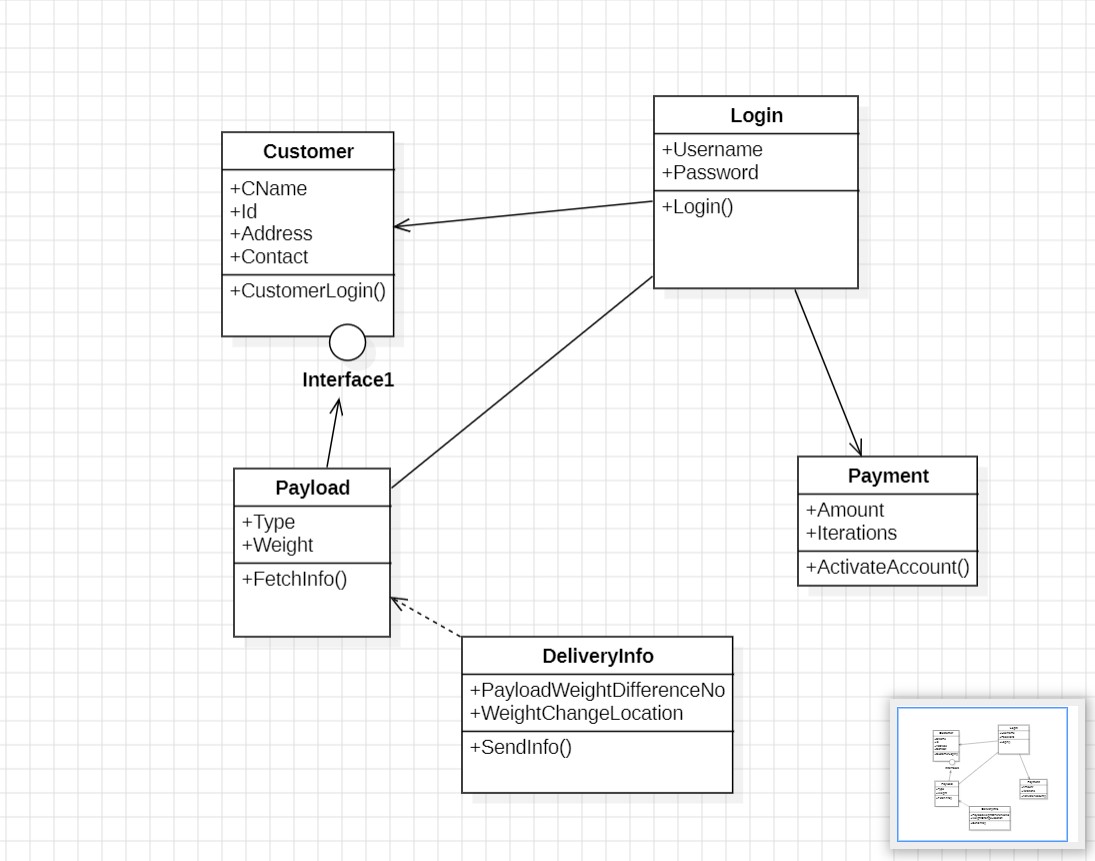 Login
+Username
+Password
+Login()
Customer
+CName
+Id
+Address
+Contact
+CustomerLogin()
Interface1
Payload
+Type
+Weight
+FetchInfo()
Payment
+Amount
+Iterations
+ActivateAccount()
DeliveryInfo
+PayloadWeightDifferenceNo
+WeightChangeLocation
+SendInfo()